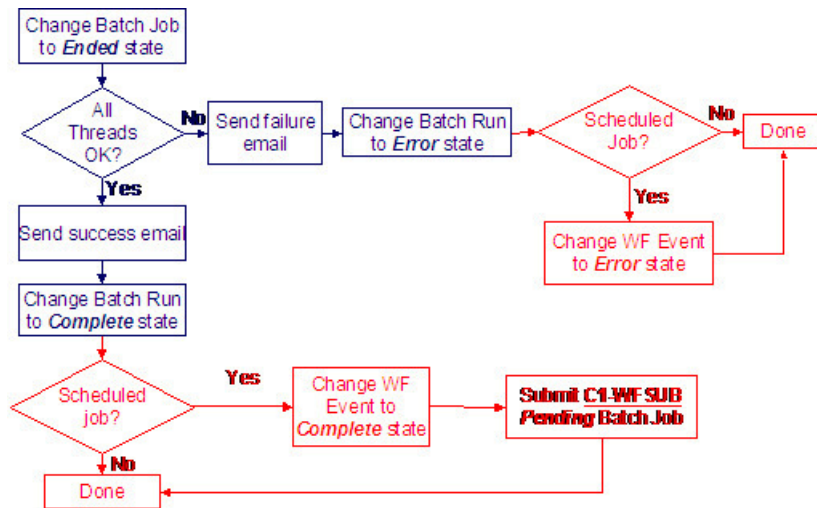 Change Batch Job
to Ended state
All
Threads
OK?
No
Send failure
email
Change Batch Run
to Error state
Scheduled
Job?
No
Done
Yes
Change WF Event
to Error state
Yes
Send success email
Change Batch Run
to Complete state
Scheduled
job?
Yes
Change WF
Event to
Complete state
Submit C1-WFSUB
Pending Batch Job
No
Done